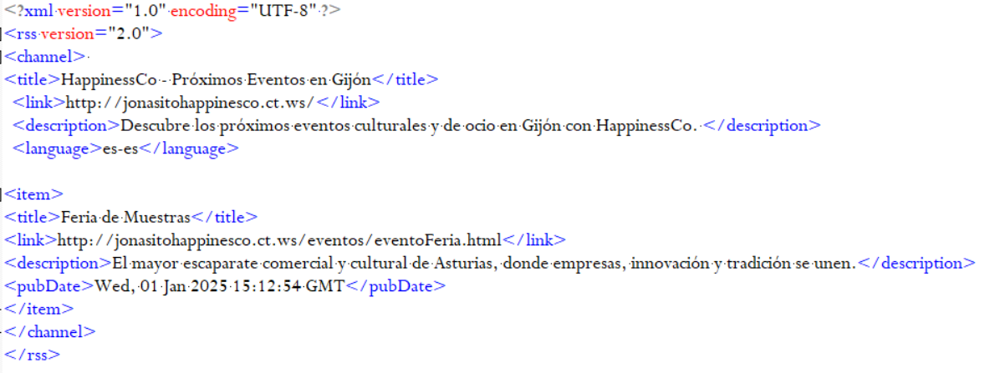 <?xml version="1.0" encoding="UTF-8" ?>
<rss version="2.0">
<channel>
<title>HappinessCo - Próximos Eventos en Gijón</title>
<link>http://jonasitohappinesco.ct.ws/</link>
<description>Descubre los próximos eventos culturales y de ocio en Gijón con HappinessCo. </description>
<language>es-es</language>
<item>
<title>Feria de Muestras</title>
<link>http://jonasitohappinesco.ct.ws/eventos/eventoFeria.html</link>
<description>El mayor escaparate comercial y cultural de Asturias, donde empresas, innovación y tradición se unen.</description>
<pubDate>Wed, 01 Jan 2025 15:12:54 GMT</pubDate>
</item>
</channel>
</rss>